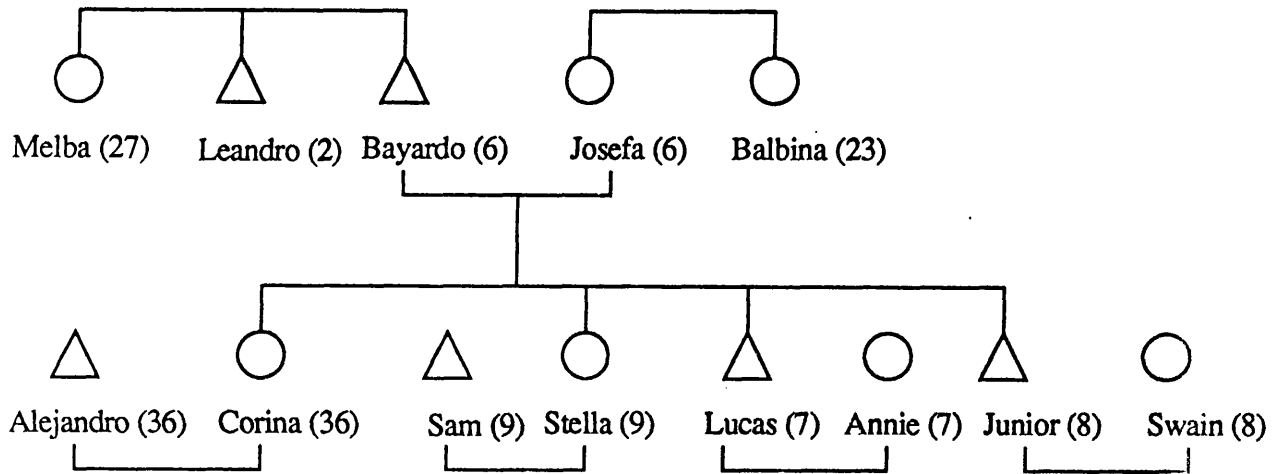 Melba (27) Leandro (2) Bayardo (6) Josefa (6) Balbina (23)
Alejandro (36) Corina (36) Sam (9) Stella (9) Lucas (7) Annie (7) Junior (8) Swain (8)